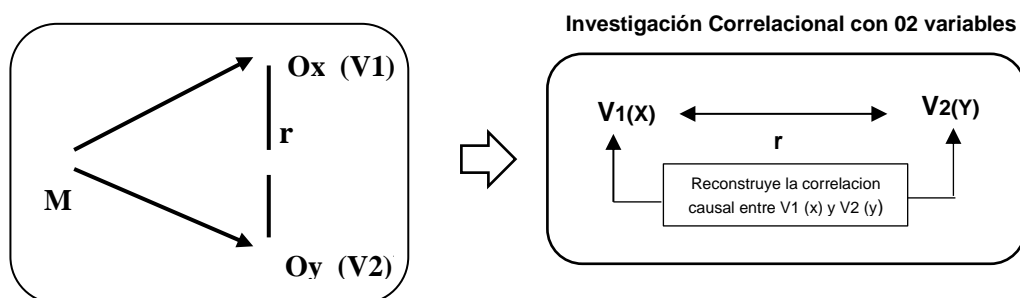 Investigación Correlacional con 02 variables
Ox (V1)
r
M
Oy (V2)
V1(X)
V2(Y)
r
Reconstruye la correlacion
causal entre V1 (x) y V2 (y)